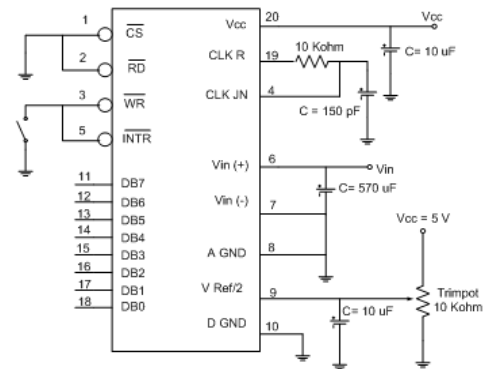 1
CS
2
RD
3
WR
5
INTR
11 DB7
12 DB6
13 DB5
14 DB4
15 DB3
16 DB2
17 DB1
18 DB0
Vcc 20 Vcc
C= 10 uF
CLK R 19 10 Kohm
CLK JN 4
C = 150 pF
Vin (+) 6 Vin
C= 570 uF
Vin (-) 7
A GND 8
Vcc = 5 V
V Ref/2 9
Trimpot
10 Kohm
C= 10 uF
D GND 10